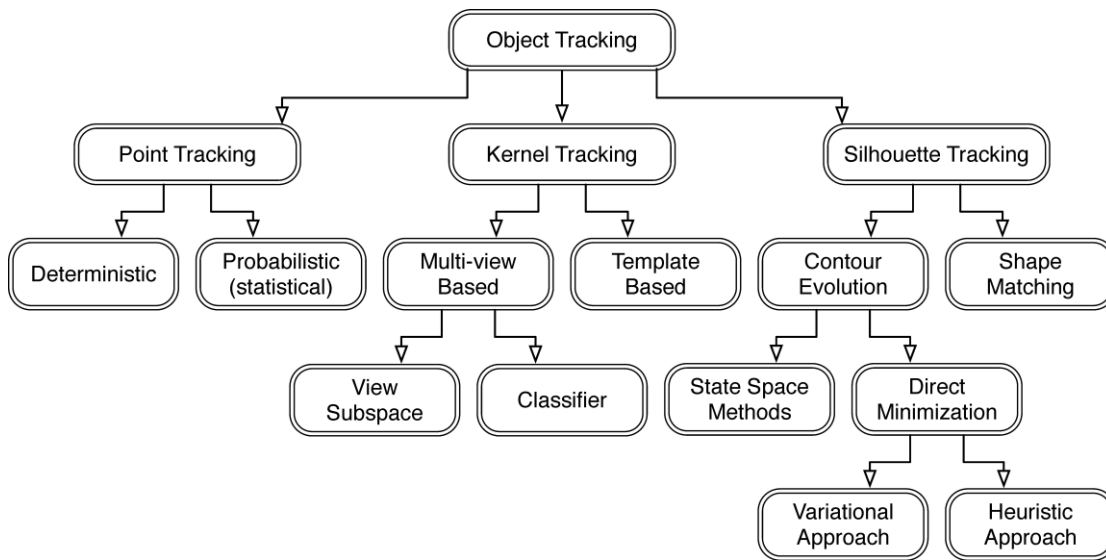 Object Tracking
Point Tracking
Kernel Tracking
Silhouette Tracking
Deterministic
Probabilistic
(statistical)
Multi-view
Based
Template
Based
Contour
Evolution
Shape
Matching
View
Subspace
Classifier
State Space
Methods
Direct
Minimization
Variational
Approach
Heuristic
Approach